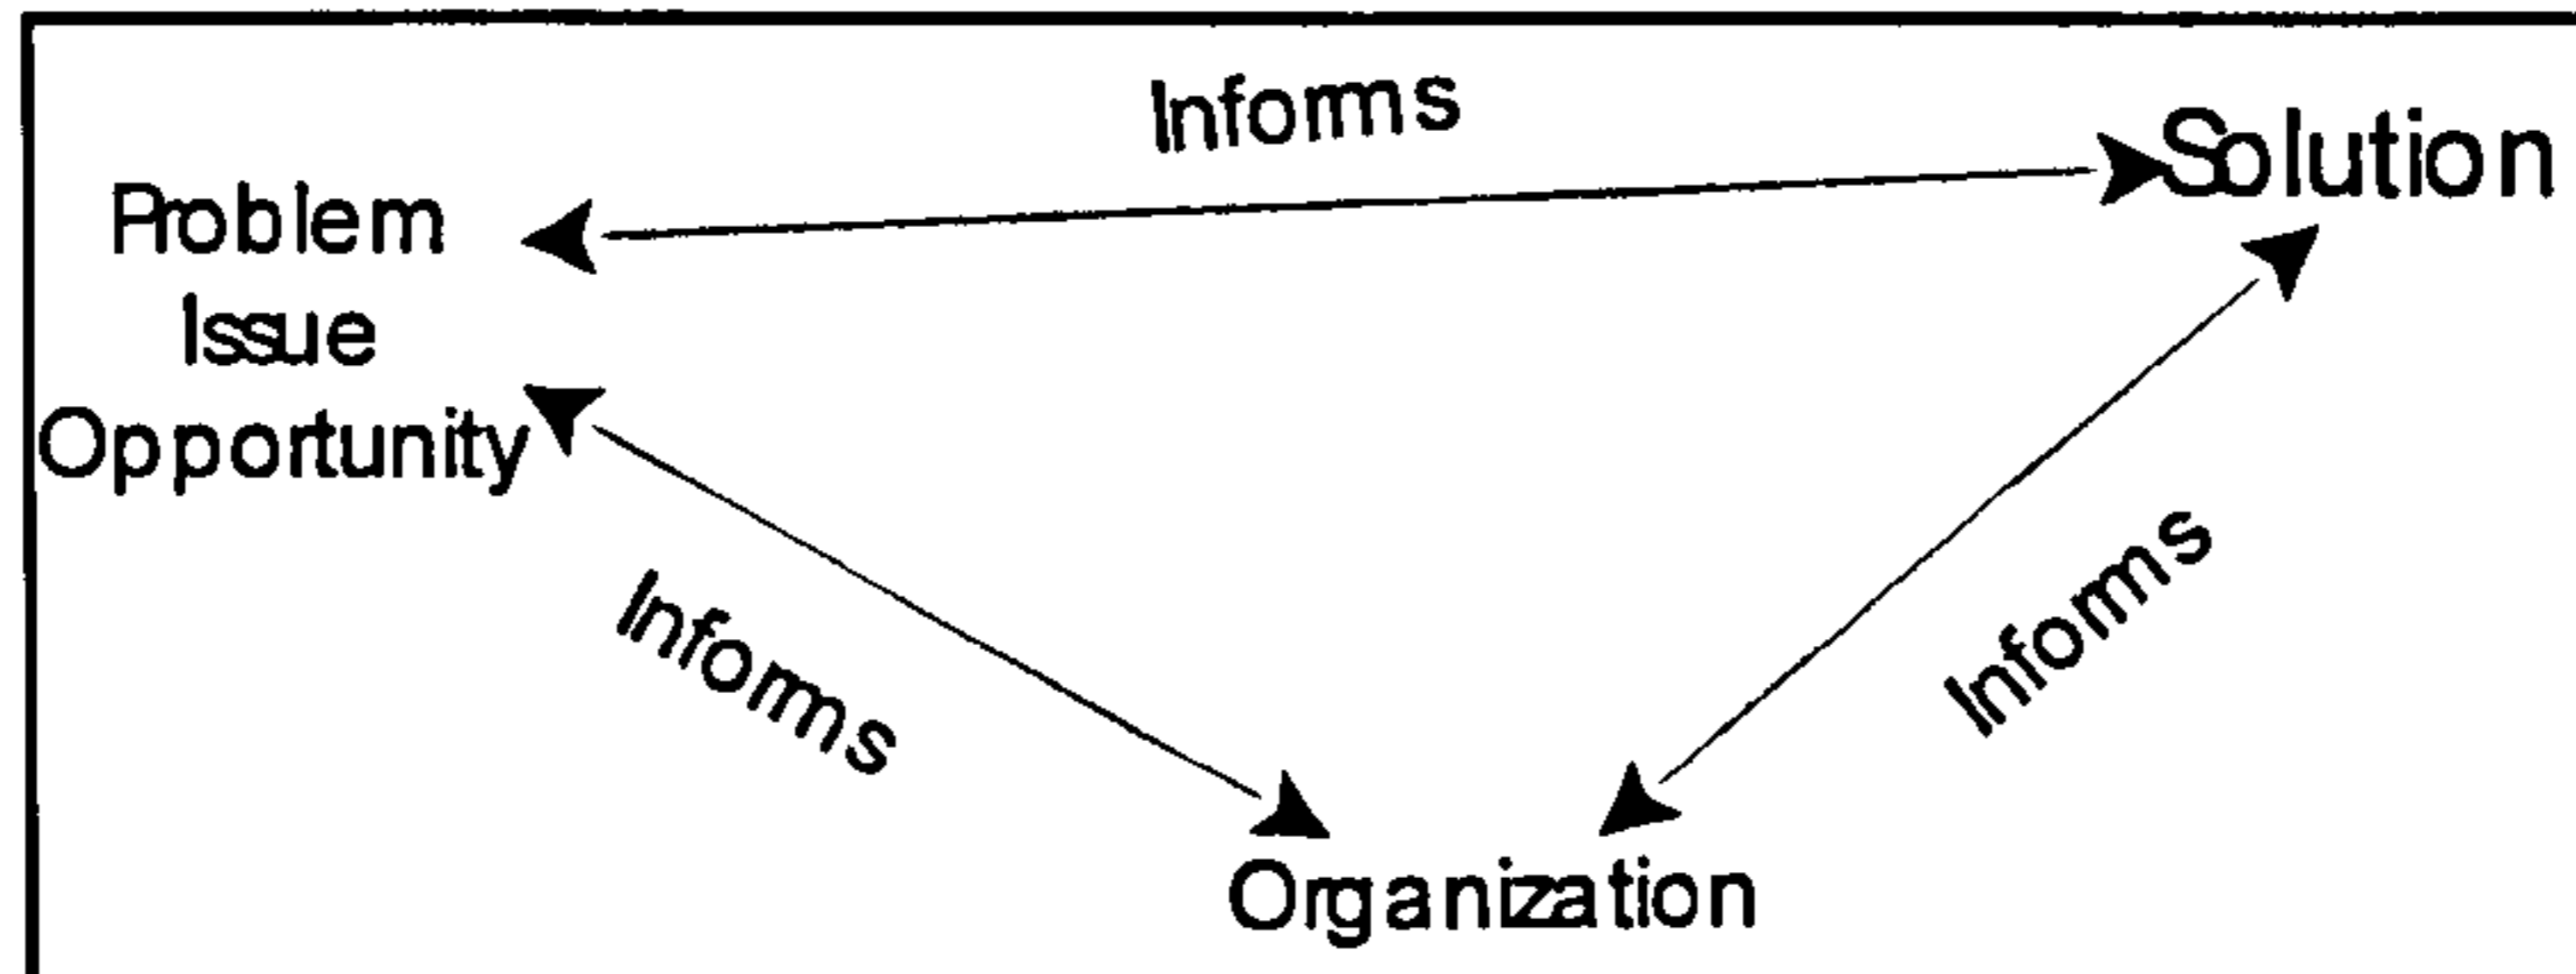 Informs
Solution
Problem
Issue
Opportunity
Informs
Informs
Organization